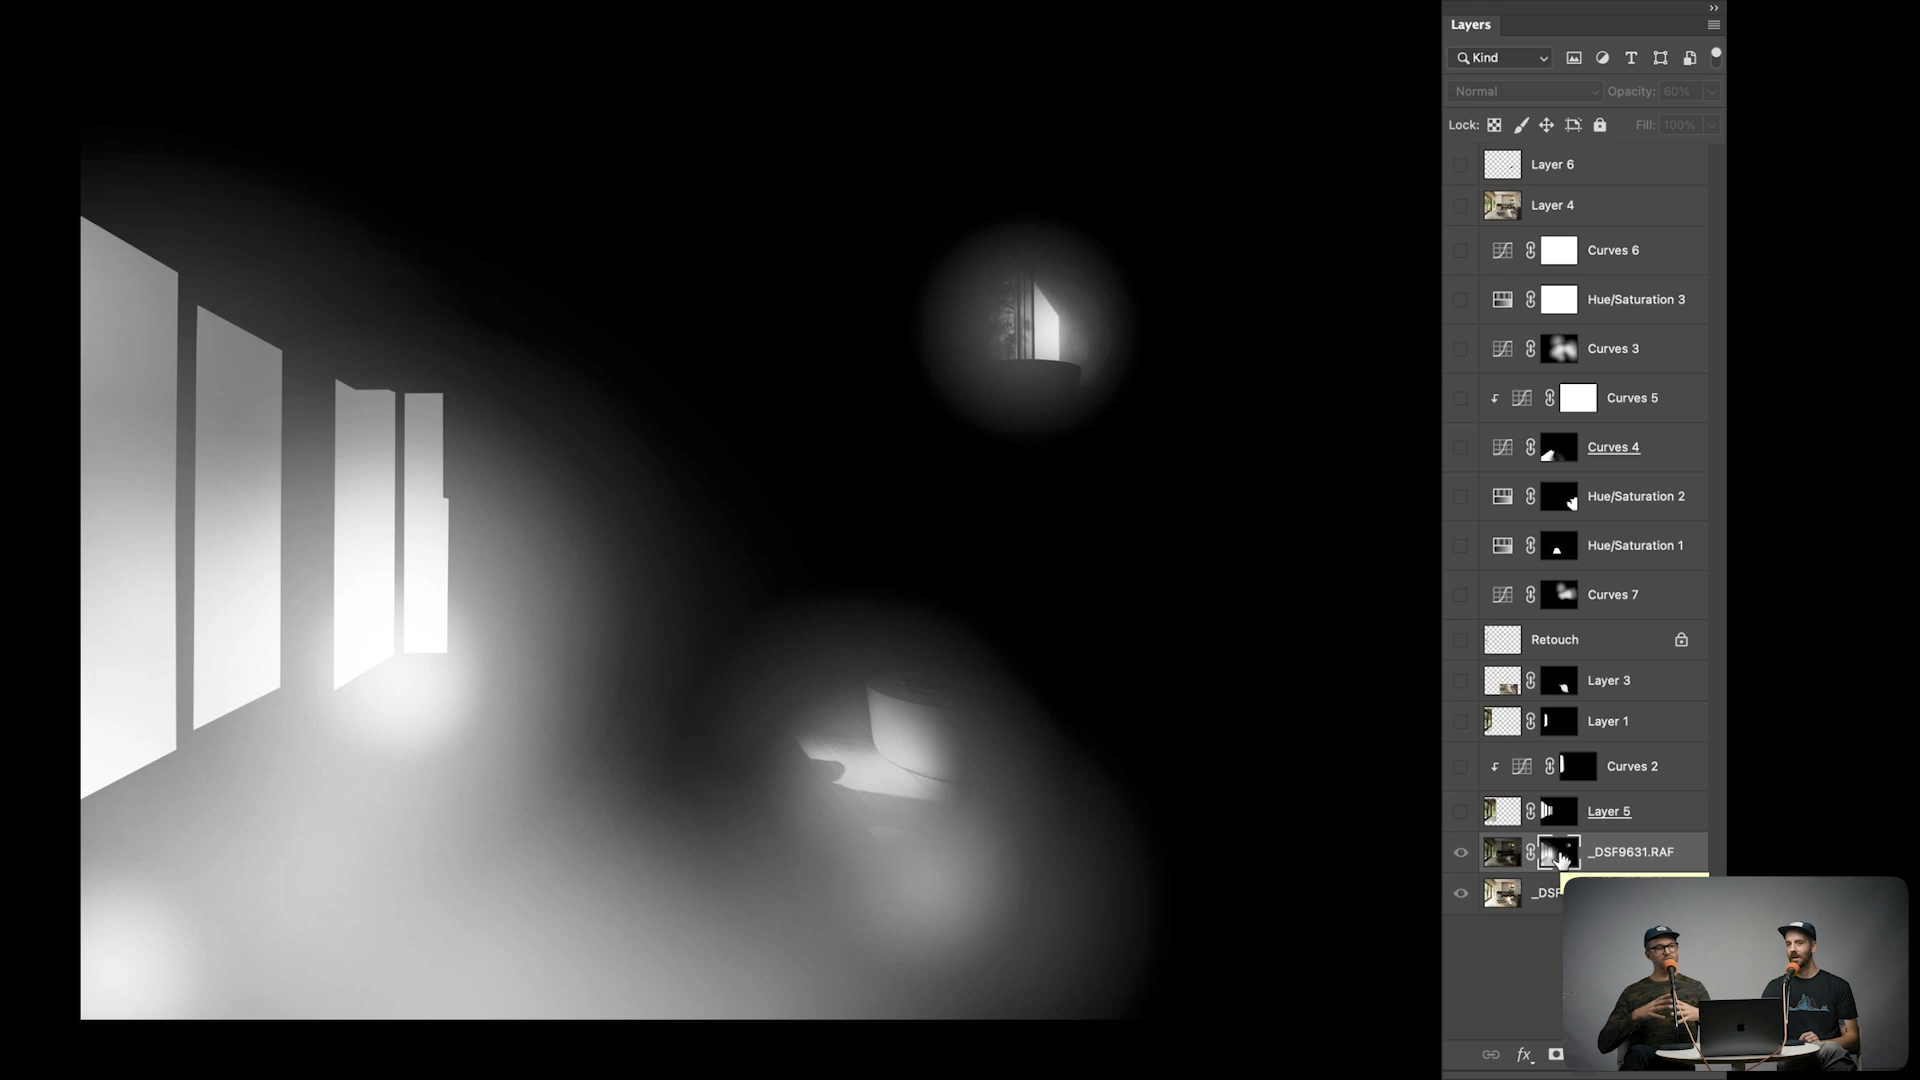 Layers
Kind
Normal Opacity: 60%
Lock: Fill: 100%
Layer 6
Layer 4
Curves 6
Hue/Saturation 3
Curves 3
Curves 5
Curves 4
Hue/Saturation 2
Hue/Saturation 1
Curves 7
Retouch
Layer 3
Layer 1
Curves 2
Layer 5
_DSF9631.RAF
_DSF
fx